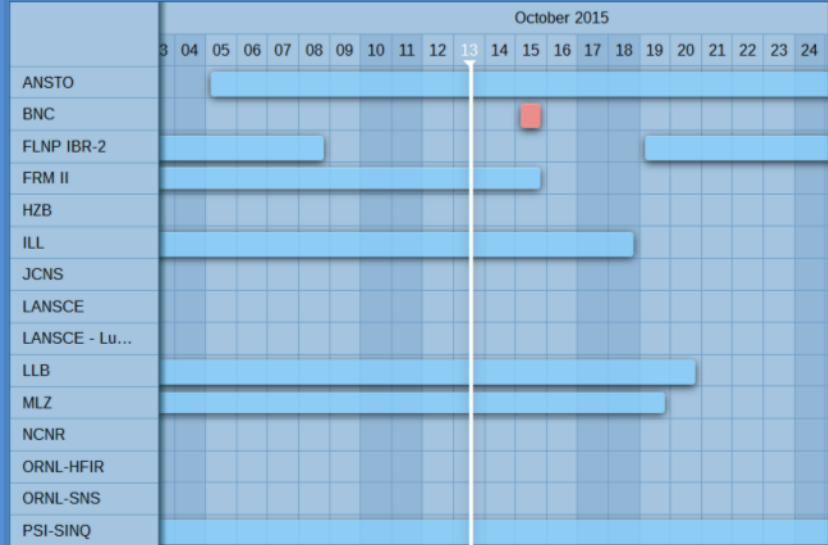 October 2015
3 04 05 06 07 08 09 10 11 12 13 14 15 16 17 18 19 20 21 22 23 24
ANSTO
BNC
FLNP IBR-2
FRM II
HZB
ILL
JCNS
LANSCE
LANSCE - Lu...
LLB
MLZ
NCNR
ORNL-HFIR
ORNL-SNS
PSI-SINQ